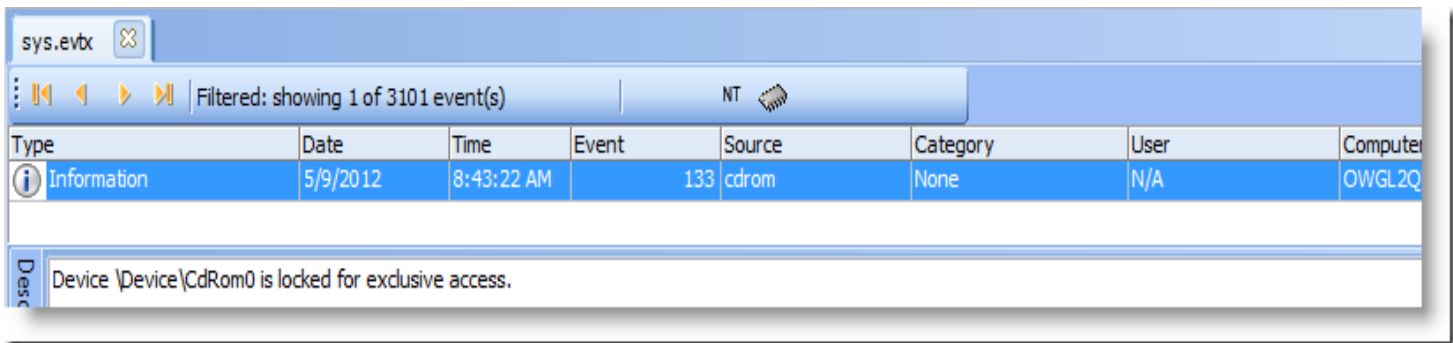 sys.evtx
Filtered: showing 1 of 3101 event(s) NT
Type Date Time Event Source Category User Computer
Information 5/9/2012 8:43:22 AM 133 cdrom None N/A OWGL2Q
Desc
Device \Device\CdRom0 is locked for exclusive access.